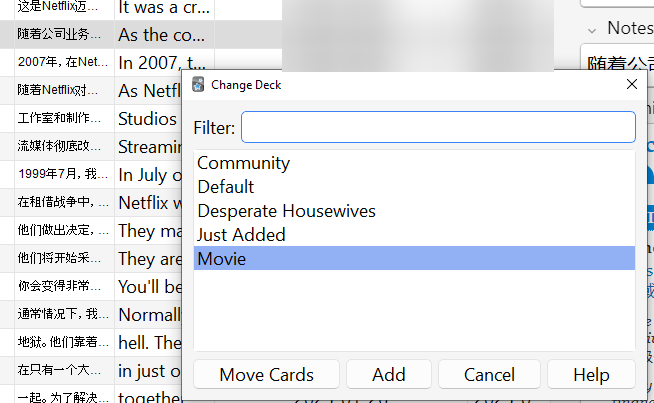 这是Netflix迈... It was a cr...
随着公司业务... As the co...
2007年，在Net... In 2007, t...
随着Netflix对... As Netfl
工作室和制作... Studios
流媒体彻底改... Streamin
1999年7月，我... In July o
在租借战争中，... Netflix w
他们做出决定，... They ma
他们将开始采... They are
你会变得非常... You'll be
通常情况下，我... Normally
地狱。他们靠着... hell. The
在只有一个大... in just o
一起。为了解决... together
Notes
随着公司
Change Deck
Filter:
Community
Default
Desperate Housewives
Just Added
Movie
Move Cards Add Cancel Help